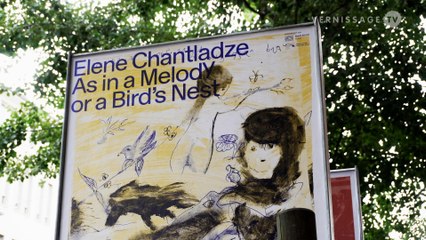 VERNISSAGE TV
Elene Chantladze
As in a Melody
or a Bird's Nest